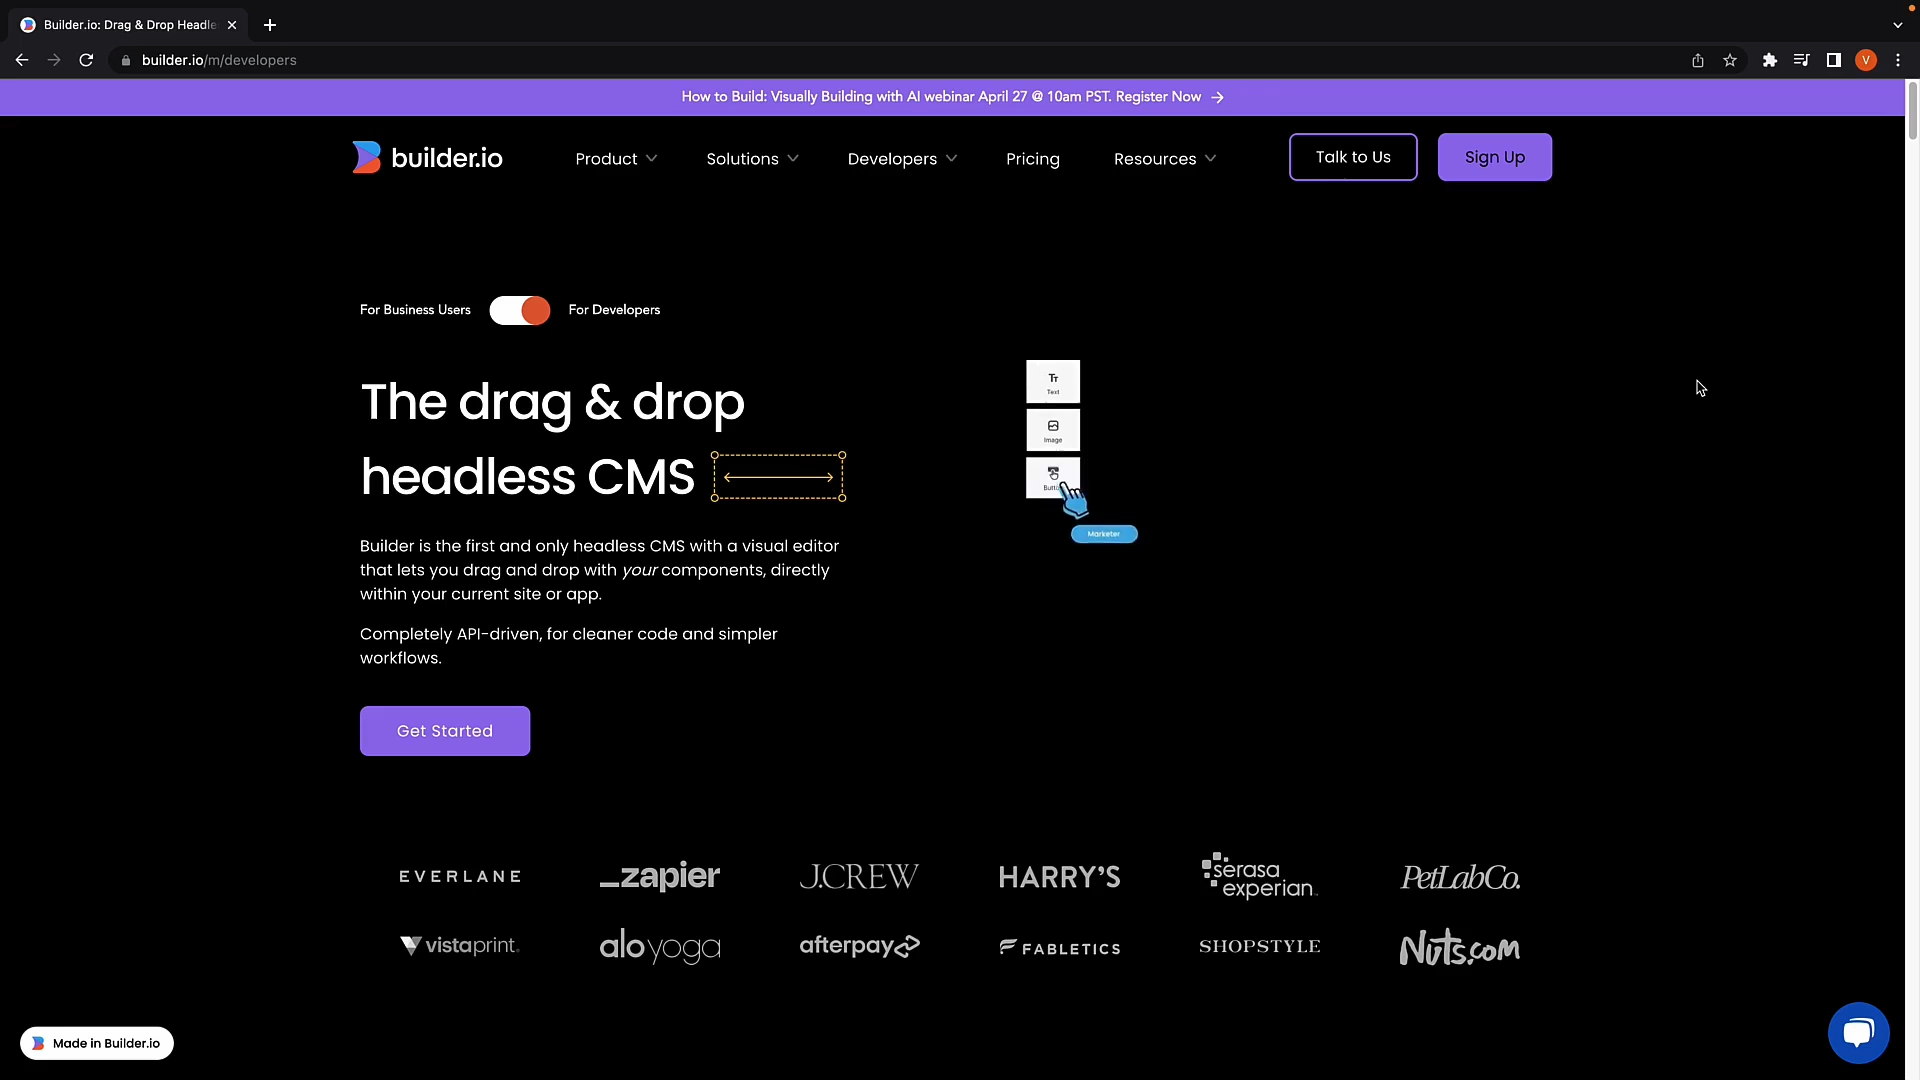 Builder.io: Drag & Drop Headle
builder.io/m/developers
V
How to Build: Visually Building with AI webinar April 27 @ 10am PST. Register Now →
builder.io
Product
Solutions
Developers
Pricing
Resources
Talk to Us
Sign Up
For Business Users
For Developers
The drag & drop
headless CMS
Tт
Text
Image
Butto
Marketer
Builder is the first and only headless CMS with a visual editor
that lets you drag and drop with your components, directly
within your current site or app.
Completely API-driven, for cleaner code and simpler
workflows.
Get Started
EVERLANE
zapier
J.CREW
HARRY'S
serasa
experian
PetLabCo.
vistaprint
alo yoga
afterpay
FABLETICS
SHOPSTYLE
Nuts.com
Made in Builder.io